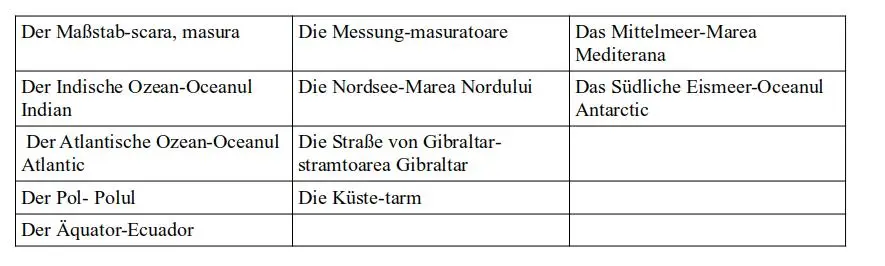 Der Maßstab-scara, masura
Die Messung-masuratoare
Das Mittelmeer-Marea
Mediterana
Der Indische Ozean-Oceanul
Indian
Die Nordsee-Marea Nordului
Das Südliche Eismeer-Oceanul
Antarctic
Der Atlantische Ozean-Oceanul
Atlantic
Die Straße von Gibraltar-
stramtoarea Gibraltar
Der Pol- Polul
Die Küste-tarm
Der Äquator-Ecuador